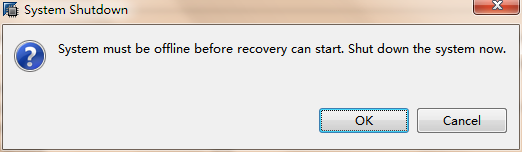 System Shutdown
System must be offline before recovery can start. Shut down the system now.
OK
Cancel